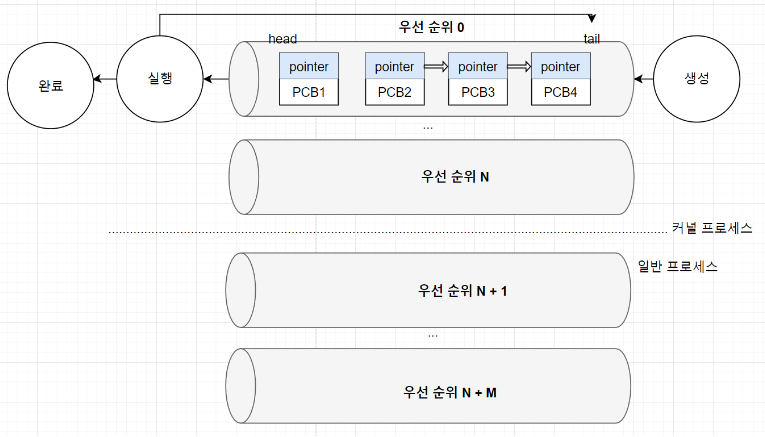 우선 순위 0
head
tail
pointer
pointer
pointer
pointer
PCB1
PCB2
PCB3
PCB4
완료
실행
생성
...
우선 순위 N
커널 프로세스
일반 프로세스
우선 순위 N + 1
...
우선 순위 N + M